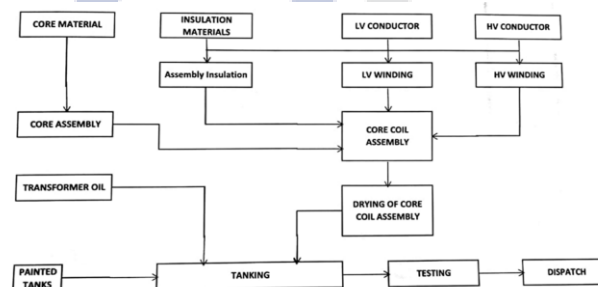 CORE MATERIAL
INSULATION
MATERIALS
LV CONDUCTOR
HV CONDUCTOR
Assembly Insulation
LV WINDING
HV WINDING
CORE ASSEMBLY
CORE COIL
ASSEMBLY
TRANSFORMER OIL
DRYING OF CORE
COIL ASSEMBLY
PAINTED
TANKS
TANKING
TESTING
DISPATCH